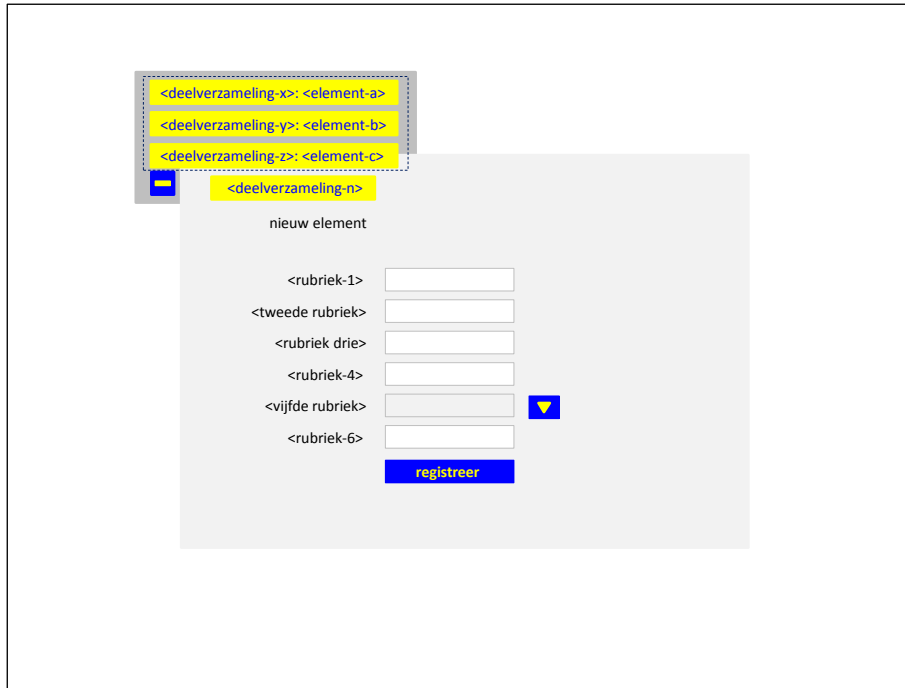 <deelverzameling-x>: <element-a>
<deelverzameling-y>: <element-b>
<deelverzameling-z>: <element-c>
<deelverzameling-n>
nieuw element
<rubriek-1>
<tweede rubriek>
<rubriek drie>
<rubriek-4>
<vijfde rubriek>
<rubriek-6>
registreer